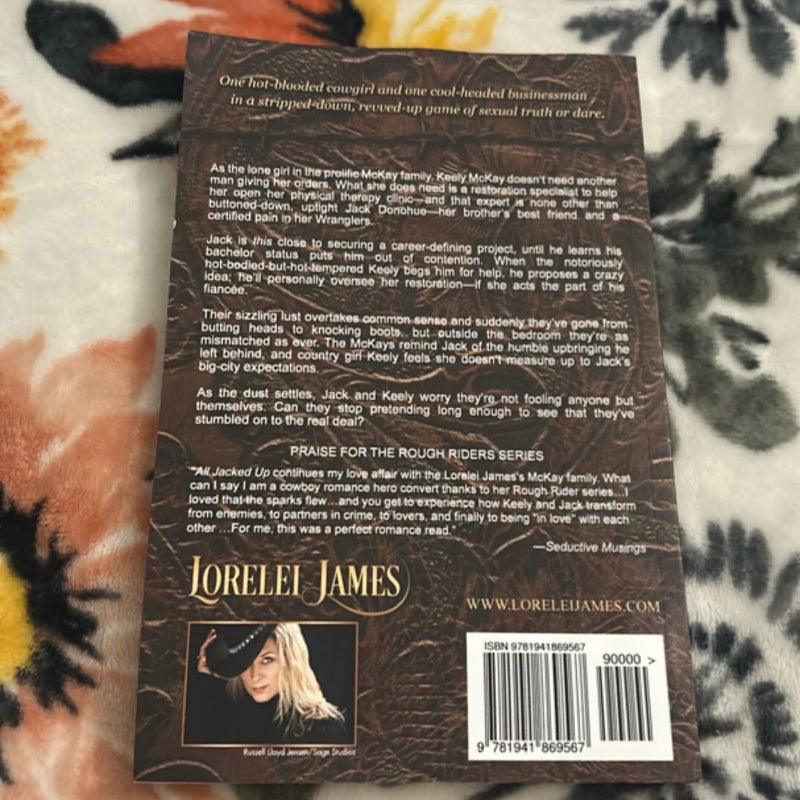 One hot-blooded cowgirl and one cool-headed businessman
in a stripped-down, revved-up game of sexual truth or dare.
As the lone girl in the prolific McKay family, Keely McKay doesn't need another
man giving her orders. What she does need is a restoration specialist to help
her open her physical therapy clinic—and that expert is none other than
buttoned-down, uptight Jack Donohue—her brother's best friend and a
certified pain in her Wranglers.
Jack is this close to securing a career-defining project, until he learns his
bachelor status puts him out of contention. When the notoriously
hot-bodied-but-hot-tempered Keely begs him for help, he proposes a crazy
idea; he'll personally oversee her restoration—if she acts the part of his
fiancée.
Their sizzling lust overtakes common sense and suddenly they've gone from
butting heads to knocking boots, but outside the bedroom they're as
mismatched as ever. The McKays remind Jack of the humble upbringing he
left behind, and country girl Keely feels she doesn't measure up to Jack's
big-city expectations.
As the dust settles, Jack and Keely worry they're not fooling anyone but
themselves. Can they stop pretending long enough to see that they've
stumbled on to the real deal?
PRAISE FOR THE ROUGH RIDERS SERIES
"All Jacked Up continues my love affair with the Lorelei James's McKay family. What
can I say I am a cowboy romance hero convert thanks to her Rough Rider series...I
loved that the sparks flew...and you get to experience how Keely and Jack transform
from enemies, to partners in crime, to lovers, and finally to being "in love" with each
other ...For me, this was a perfect romance read."
—Seductive Musings
LORELEI JAMES
WWW.LORELEIJAMES.COM
ISBN 9781941869567
90000 >
9 781941 869567
Russell Lloyd Jensen/Sage Studios